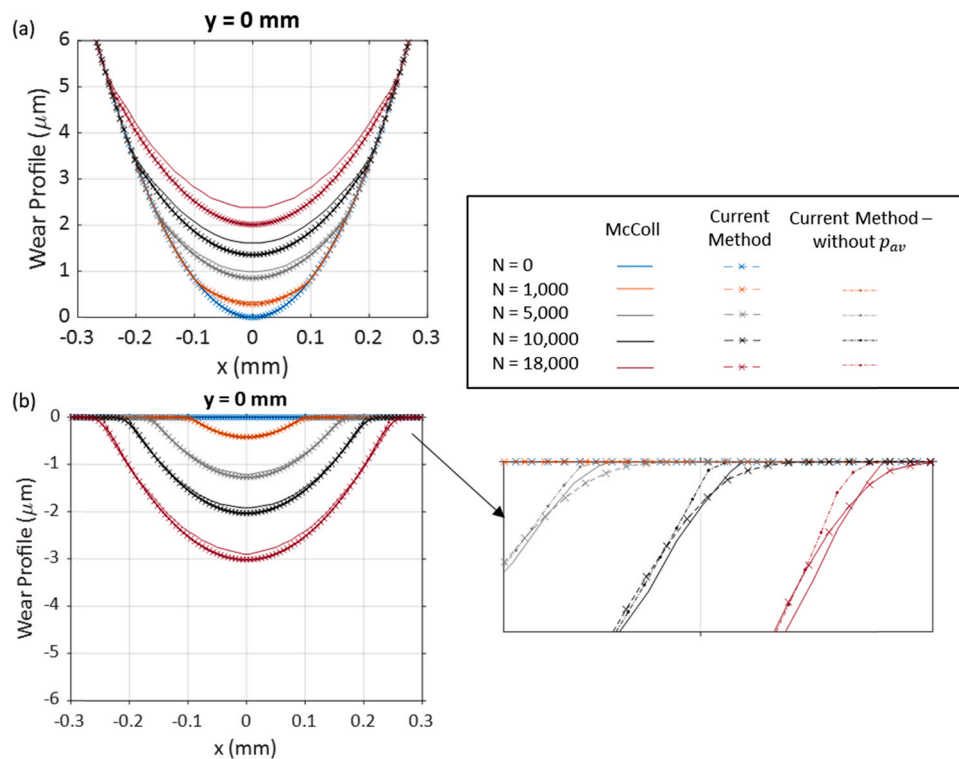 y = 0 mm
(a)
6
5
4
3
2
1
0
Wear Profile (μm)
-0.3 -0.2 -0.1 0 0.1 0.2 0.3
x (mm)
McColl Current Method Current Method – without p_av
N = 0
N = 1,000
N = 5,000
N = 10,000
N = 18,000
(b)
y = 0 mm
0
-1
-2
-3
-4
-5
-6
Wear Profile (μm)
-0.3 -0.2 -0.1 0 0.1 0.2 0.3
x (mm)